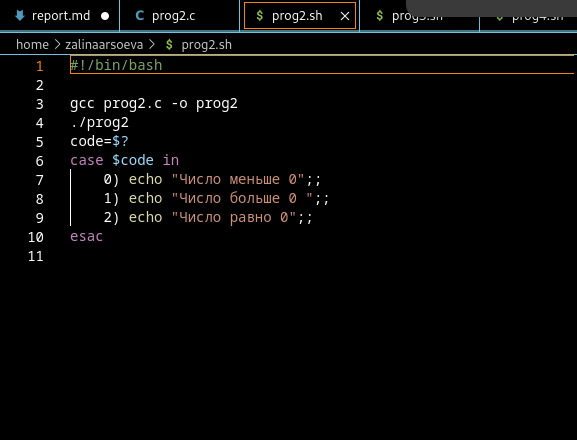 report.md
prog2.c
prog2.sh
prog4.sh
home > zalinaarsoeva > $ prog2.sh
1 #!/bin/bash
2
3 gcc prog2.c -o prog2
4 ./prog2
5 code=$?
6 case $code in
7 0) echo "Число меньше 0";;
8 1) echo "Число больше 0 ";;
9 2) echo "Число равно 0";;
10 esac
11